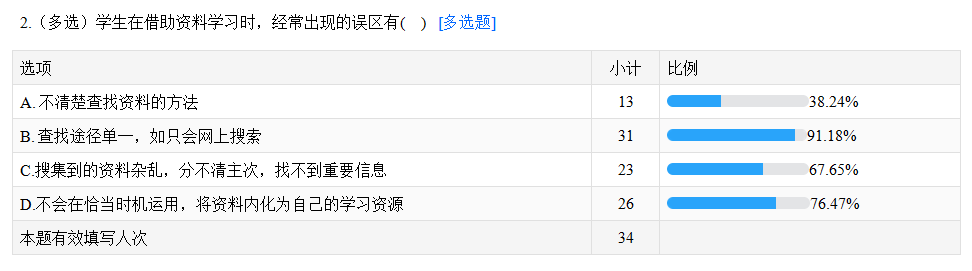 2.（多选）学生在借助资料学习时，经常出现的误区有(    ) [多选题]
选项 小计 比例
A. 不清楚查找资料的方法 13 38.24%
B. 查找途径单一，如只会网上搜索 31 91.18%
C.搜集到的资料杂乱，分不清主次，找不到重要信息 23 67.65%
D.不会在恰当时机运用，将资料内化为自己的学习资源 26 76.47%
本题有效填写人次 34